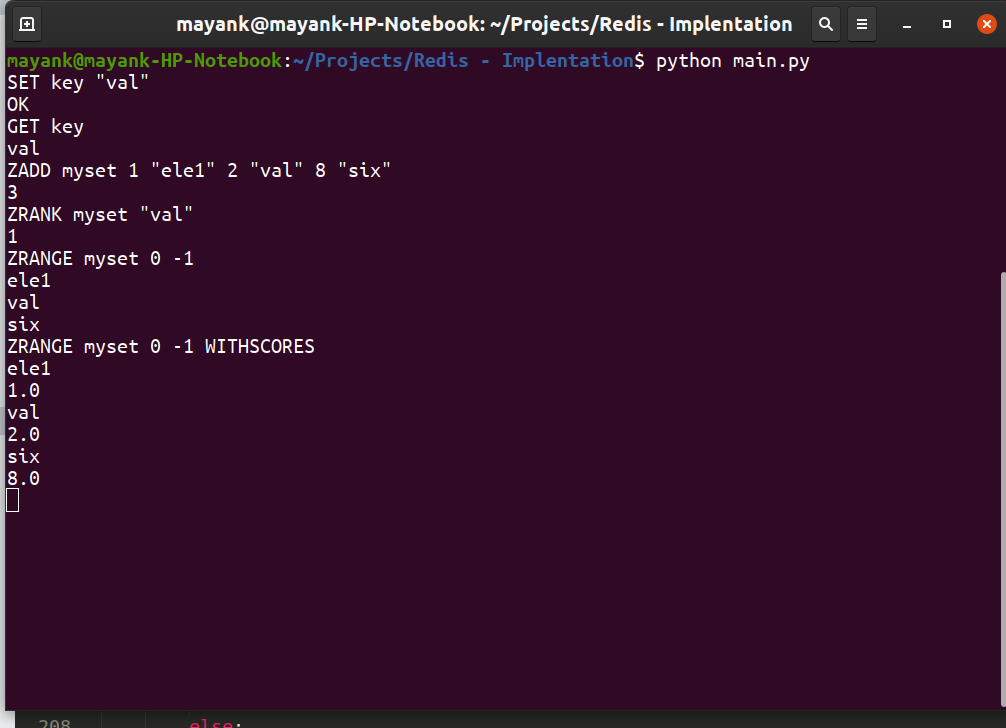 mayank@mayank-HP-Notebook: ~/Projects/Redis - Implentation
mayank@mayank-HP-Notebook:~/Projects/Redis - Implentation$ python main.py
SET key "val"
OK
GET key
val
ZADD myset 1 "ele1" 2 "val" 8 "six"
3
ZRANK myset "val"
1
ZRANGE myset 0 -1
ele1
val
six
ZRANGE myset 0 -1 WITHSCORES
ele1
1.0
val
2.0
six
8.0
208 else: